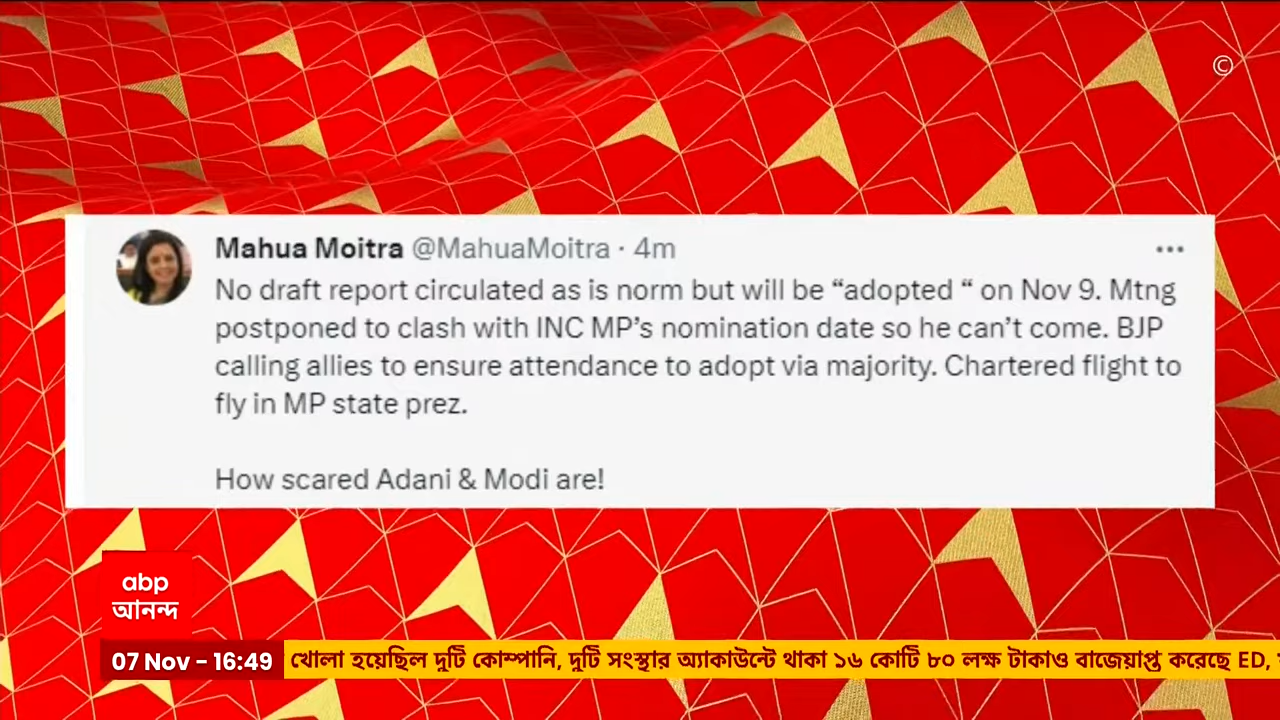 ©
Mahua Moitra @MahuaMoitra · 4m
No draft report circulated as is norm but will be “adopted “ on Nov 9. Mtng
postponed to clash with INC MP’s nomination date so he can’t come. BJP
calling allies to ensure attendance to adopt via majority. Chartered flight to
fly in MP state prez.
How scared Adani & Modi are!
abp
আনন্দ
07 Nov - 16:49
খোলা হয়েছিল দুটি কোম্পানি, দুটি সংস্থার অ্যাকাউন্টে থাকা ১৬ কোটি ৮০ লক্ষ টাকাও বাজেয়াপ্ত করেছে ED,